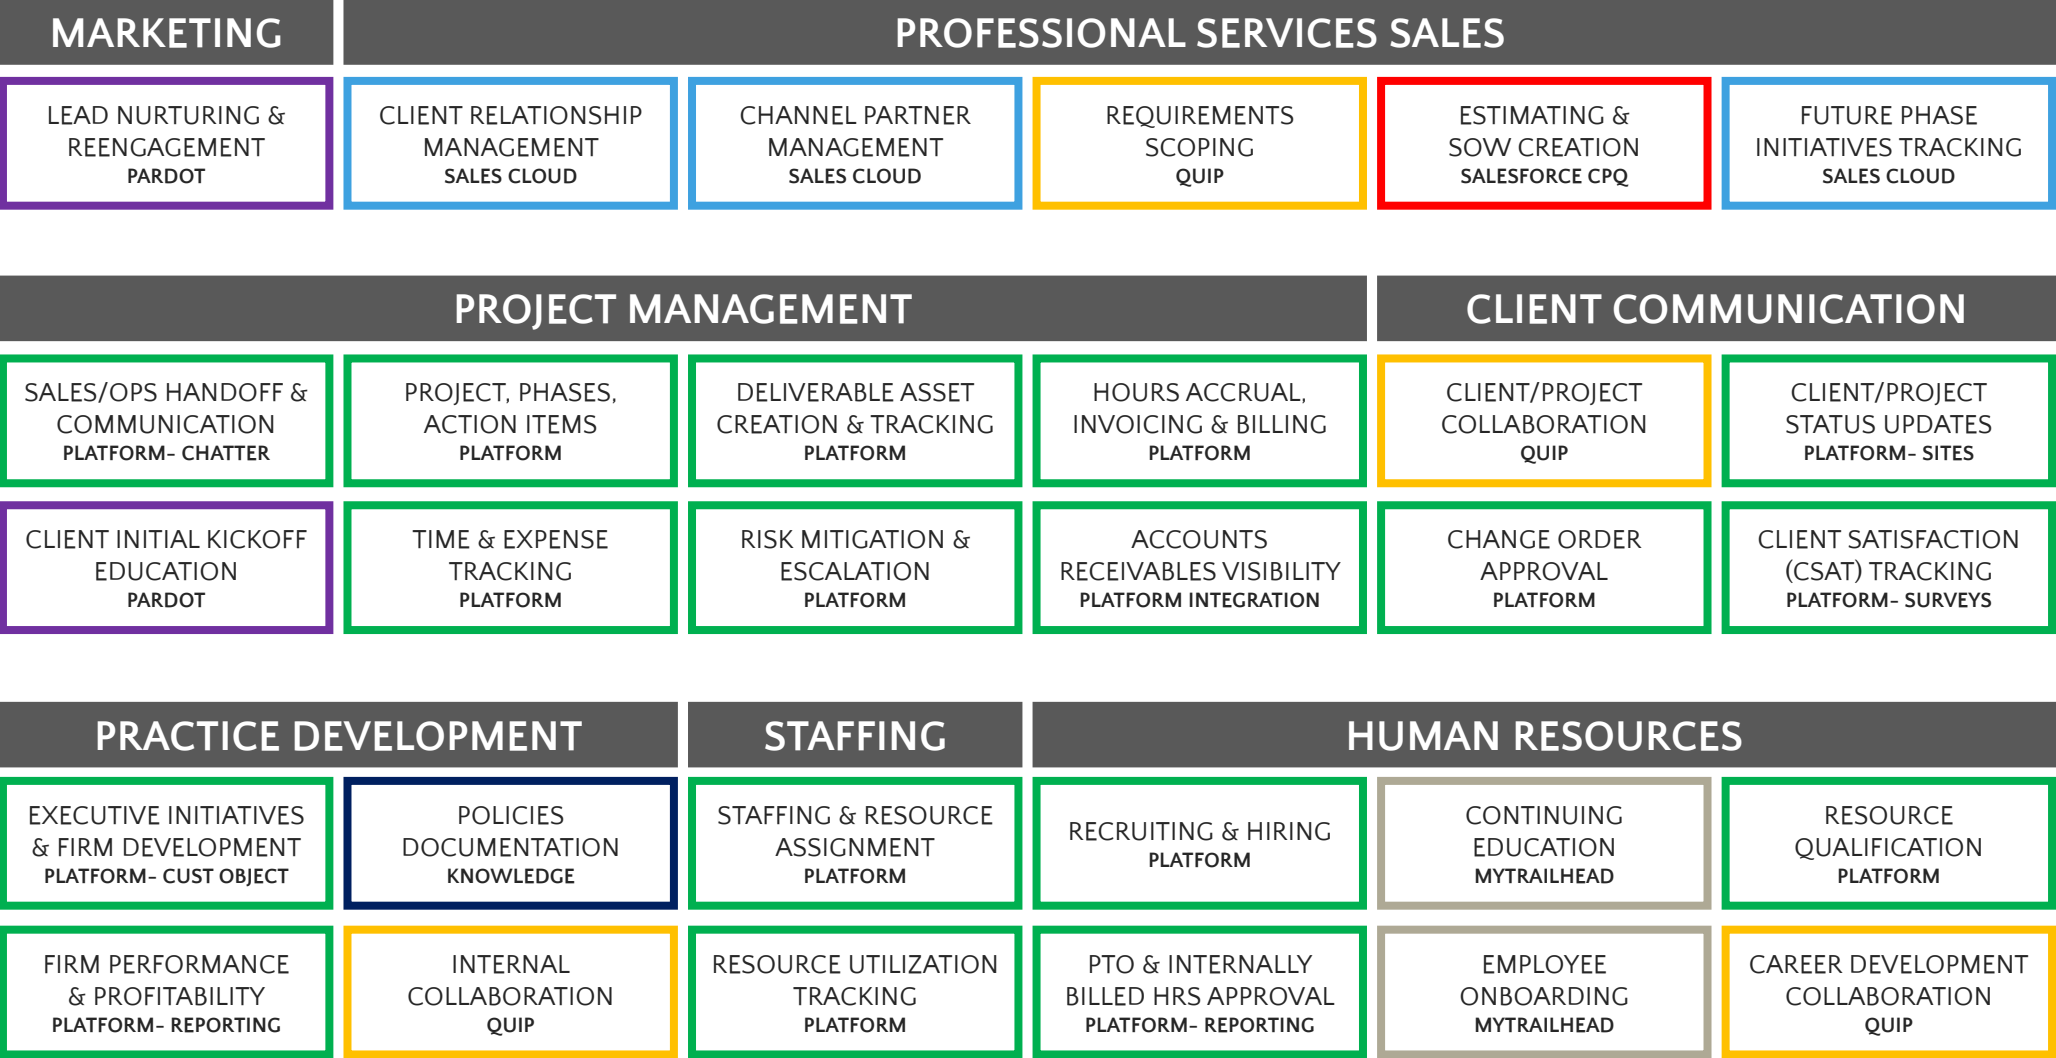 MARKETING
PROFESSIONAL SERVICES SALES
LEAD NURTURING &
REENGAGEMENT
PARDOT
CLIENT RELATIONSHIP
MANAGEMENT
SALES CLOUD
CHANNEL PARTNER
MANAGEMENT
SALES CLOUD
REQUIREMENTS
SCOPING
QUIP
ESTIMATING &
SOW CREATION
SALESFORCE CPQ
FUTURE PHASE
INITIATIVES TRACKING
SALES CLOUD
PROJECT MANAGEMENT
CLIENT COMMUNICATION
SALES/OPS HANDOFF &
COMMUNICATION
PLATFORM- CHATTER
PROJECT, PHASES,
ACTION ITEMS
PLATFORM
DELIVERABLE ASSET
CREATION & TRACKING
PLATFORM
HOURS ACCRUAL,
INVOICING & BILLING
PLATFORM
CLIENT/PROJECT
COLLABORATION
QUIP
CLIENT/PROJECT
STATUS UPDATES
PLATFORM- SITES
CLIENT INITIAL KICKOFF
EDUCATION
PARDOT
TIME & EXPENSE
TRACKING
PLATFORM
RISK MITIGATION &
ESCALATION
PLATFORM
ACCOUNTS
RECEIVABLES VISIBILITY
PLATFORM INTEGRATION
CHANGE ORDER
APPROVAL
PLATFORM
CLIENT SATISFACTION
(CSAT) TRACKING
PLATFORM- SURVEYS
PRACTICE DEVELOPMENT
STAFFING
HUMAN RESOURCES
EXECUTIVE INITIATIVES
& FIRM DEVELOPMENT
PLATFORM- CUST OBJECT
POLICIES
DOCUMENTATION
KNOWLEDGE
STAFFING & RESOURCE
ASSIGNMENT
PLATFORM
RECRUITING & HIRING
PLATFORM
CONTINUING
EDUCATION
MYTRAILHEAD
RESOURCE
QUALIFICATION
PLATFORM
FIRM PERFORMANCE
& PROFITABILITY
PLATFORM- REPORTING
INTERNAL
COLLABORATION
QUIP
RESOURCE UTILIZATION
TRACKING
PLATFORM
PTO & INTERNALLY
BILLED HRS APPROVAL
PLATFORM- REPORTING
EMPLOYEE
ONBOARDING
MYTRAILHEAD
CAREER DEVELOPMENT
COLLABORATION
QUIP